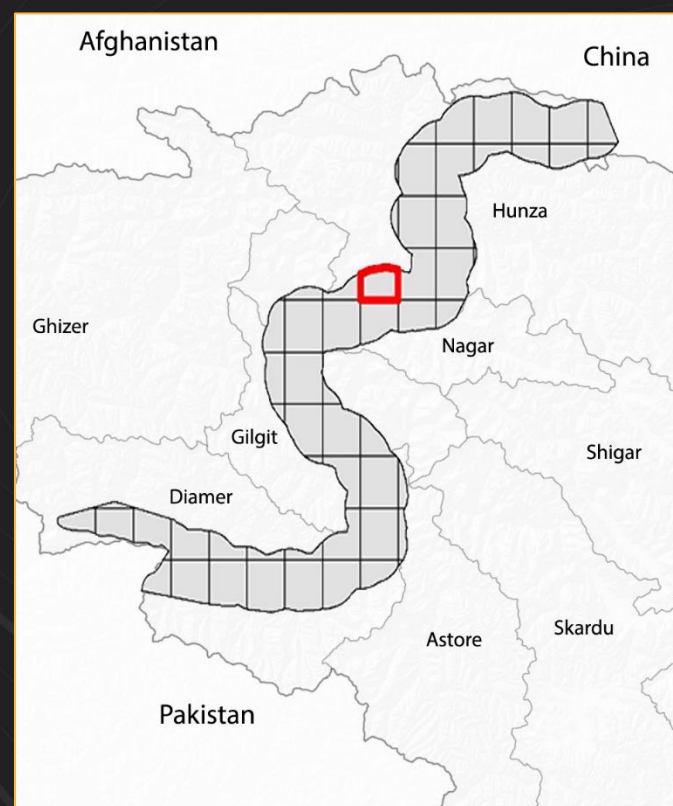 Afghanistan
China
Hunza
Ghizer
Nagar
Gilgit
Shigar
Diamer
Skardu
Astore
Pakistan